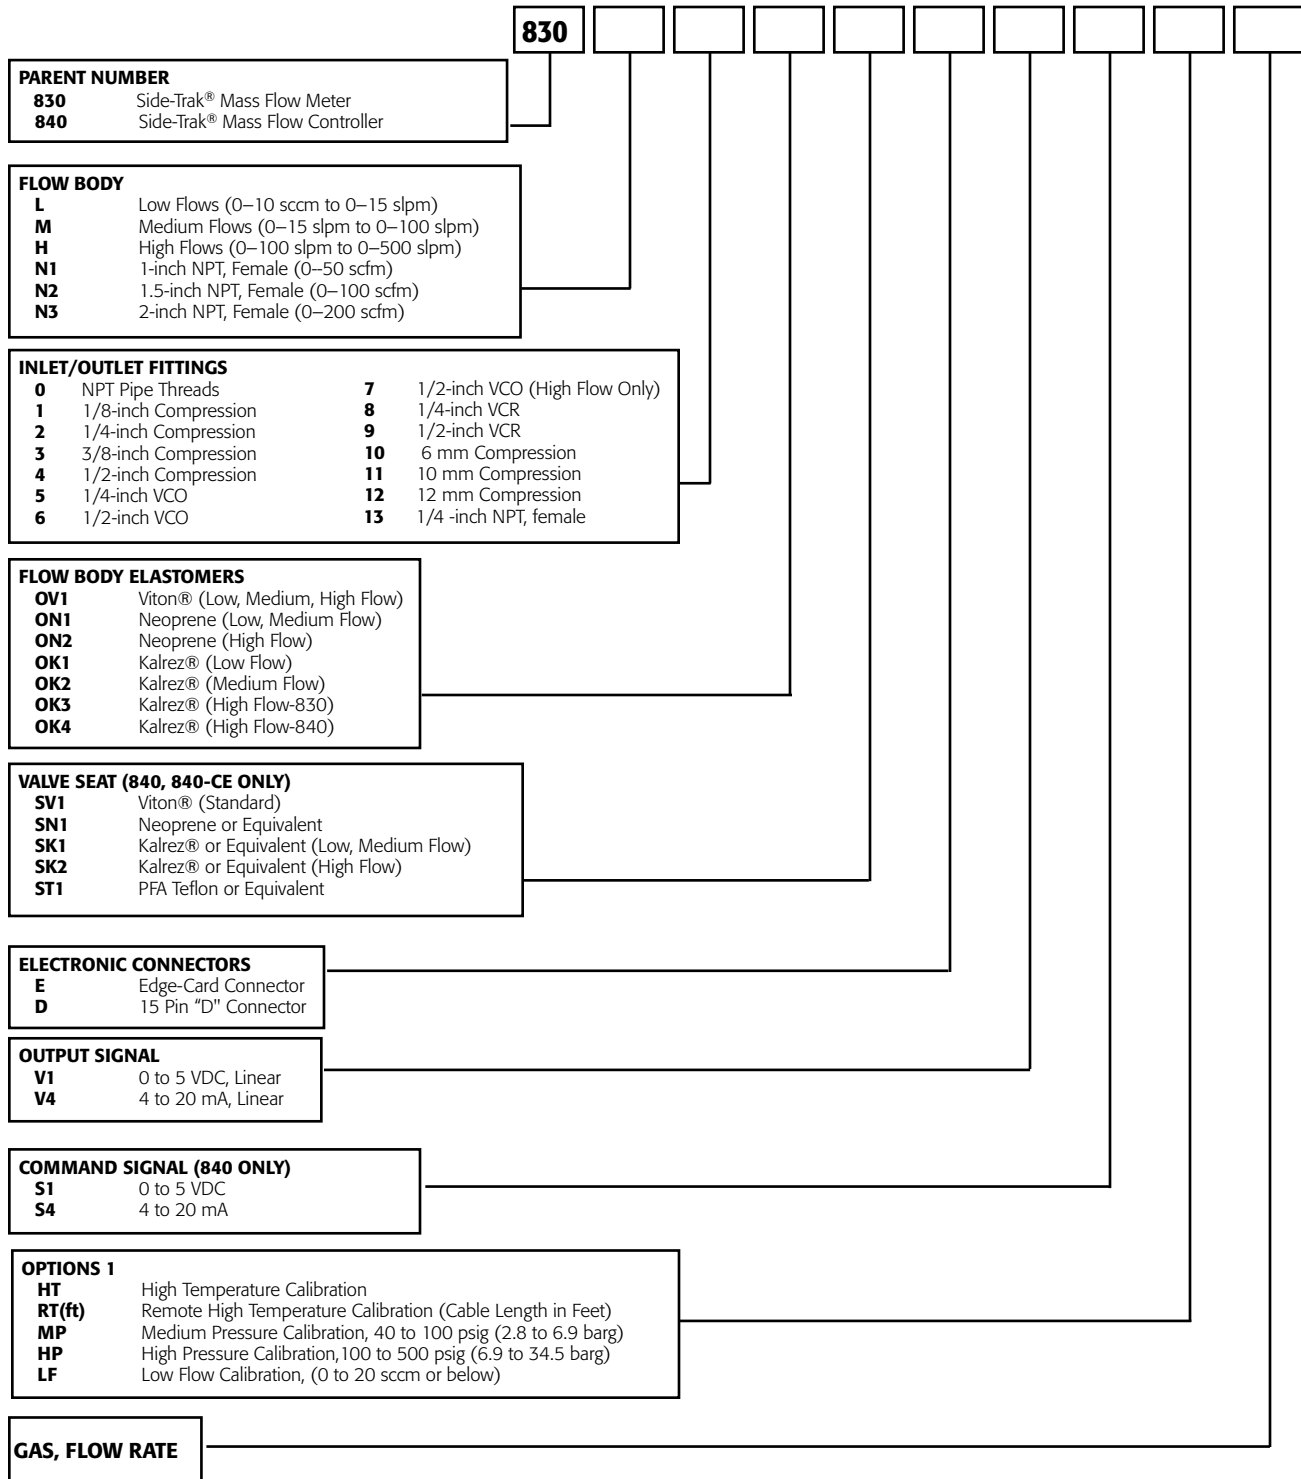 830
PARENT NUMBER
830 Side-Trak® Mass Flow Meter
840 Side-Trak® Mass Flow Controller
FLOW BODY
L Low Flows (0–10 sccm to 0–15 slpm)
M Medium Flows (0–15 slpm to 0–100 slpm)
H High Flows (0–100 slpm to 0–500 slpm)
N1 1-inch NPT, Female (0--50 scfm)
N2 1.5-inch NPT, Female (0–100 scfm)
N3 2-inch NPT, Female (0–200 scfm)
INLET/OUTLET FITTINGS
0 NPT Pipe Threads
1 1/8-inch Compression
2 1/4-inch Compression
3 3/8-inch Compression
4 1/2-inch Compression
5 1/4-inch VCO
6 1/2-inch VCO
7 1/2-inch VCO (High Flow Only)
8 1/4-inch VCR
9 1/2-inch VCR
10 6 mm Compression
11 10 mm Compression
12 12 mm Compression
13 1/4 -inch NPT, female
FLOW BODY ELASTOMERS
OV1 Viton® (Low, Medium, High Flow)
ON1 Neoprene (Low, Medium Flow)
ON2 Neoprene (High Flow)
OK1 Kalrez® (Low Flow)
OK2 Kalrez® (Medium Flow)
OK3 Kalrez® (High Flow-830)
OK4 Kalrez® (High Flow-840)
VALVE SEAT (840, 840-CE ONLY)
SV1 Viton® (Standard)
SN1 Neoprene or Equivalent
SK1 Kalrez® or Equivalent (Low, Medium Flow)
SK2 Kalrez® or Equivalent (High Flow)
ST1 PFA Teflon or Equivalent
ELECTRONIC CONNECTORS
E Edge-Card Connector
D 15 Pin “D" Connector
OUTPUT SIGNAL
V1 0 to 5 VDC, Linear
V4 4 to 20 mA, Linear
COMMAND SIGNAL (840 ONLY)
S1 0 to 5 VDC
S4 4 to 20 mA
OPTIONS 1
HT High Temperature Calibration
RT(ft) Remote High Temperature Calibration (Cable Length in Feet)
MP Medium Pressure Calibration, 40 to 100 psig (2.8 to 6.9 barg)
HP High Pressure Calibration,100 to 500 psig (6.9 to 34.5 barg)
LF Low Flow Calibration, (0 to 20 sccm or below)
GAS, FLOW RATE